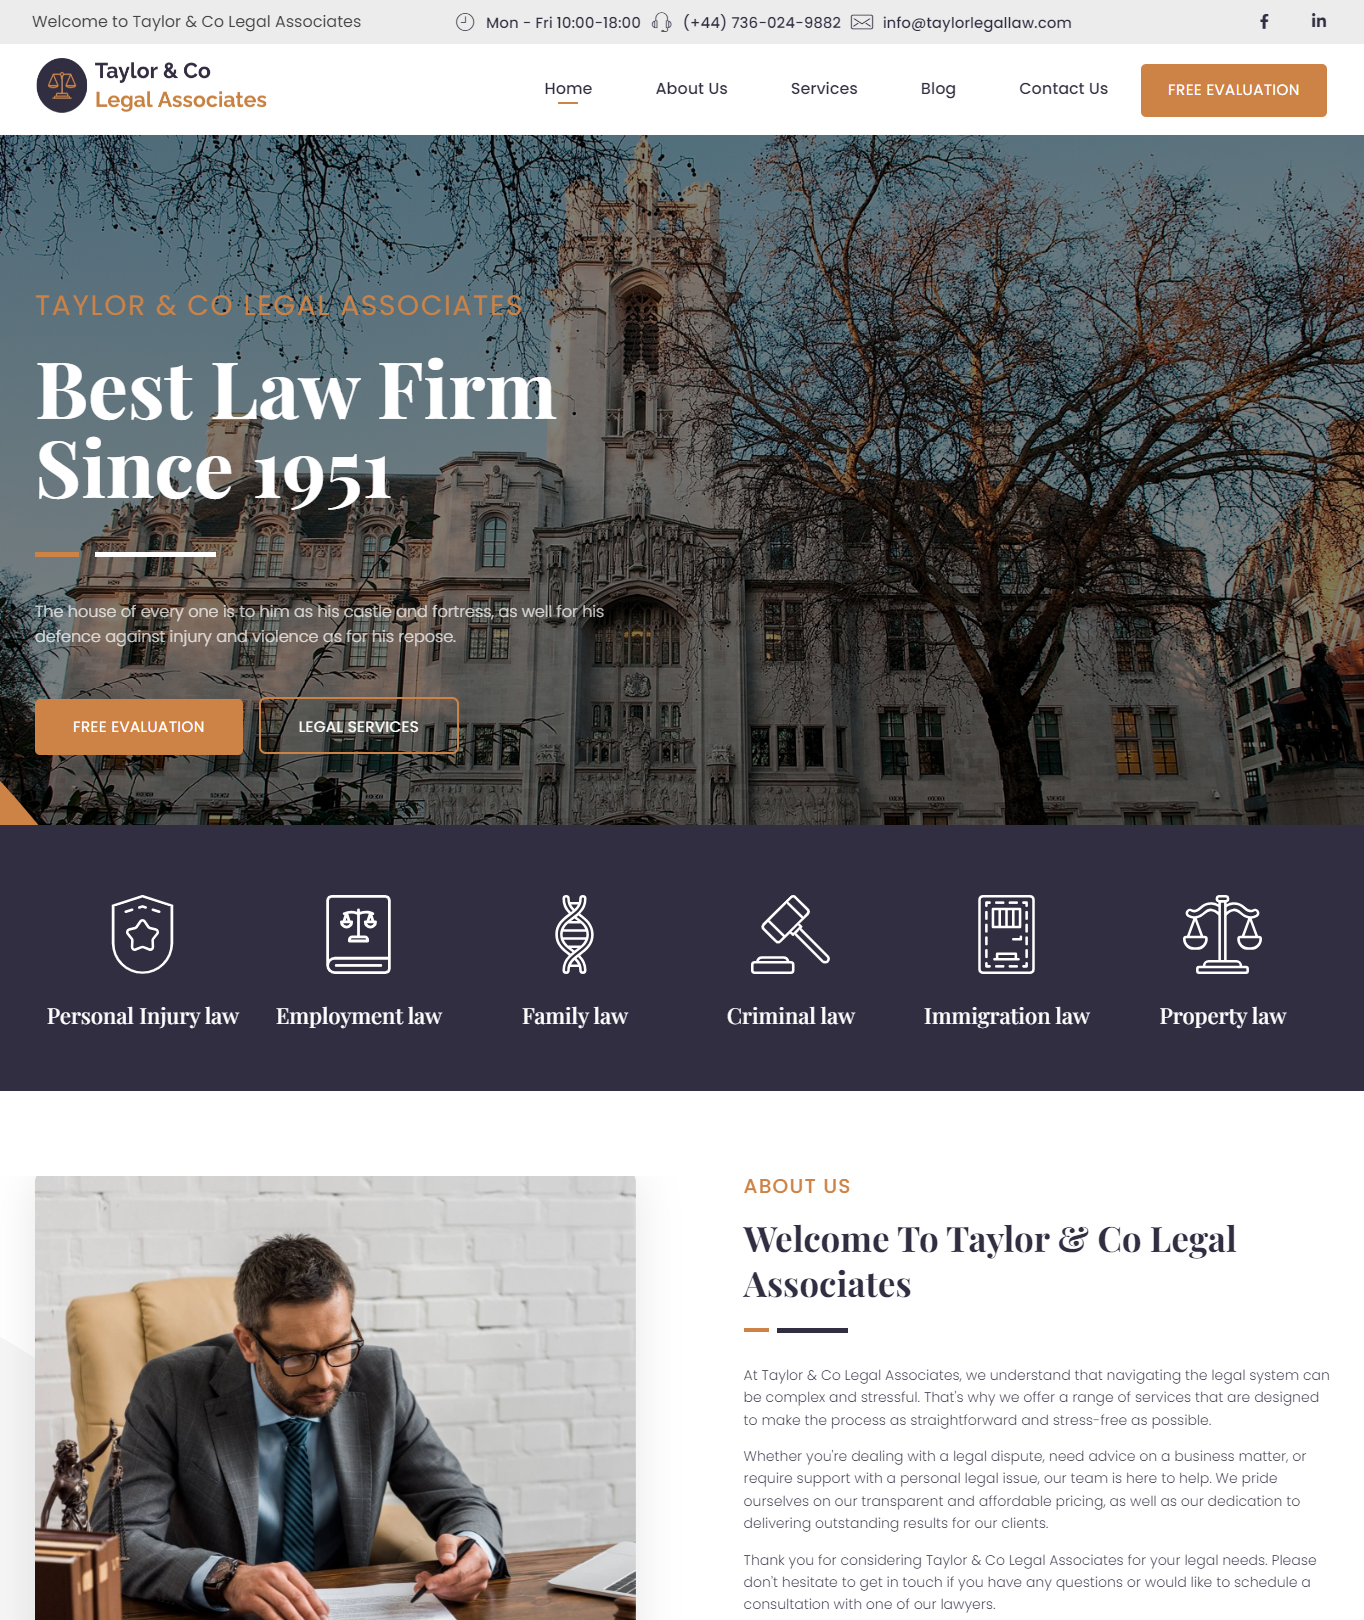 Welcome to Taylor & Co Legal Associates
Mon - Fri 10:00-18:00
(+44) 736-024-9882
info@taylorlegallaw.com
Taylor & Co
Legal Associates
Home
About Us
Services
Blog
Contact Us
FREE EVALUATION
TAYLOR & CO LEGAL ASSOCIATES
Best Law Firm
Since 1951
The house of every one is to him as his castle and fortress, as well for his
defence against injury and violence as for his repose.
FREE EVALUATION
LEGAL SERVICES
Personal Injury law
Employment law
Family law
Criminal law
Immigration law
Property law
ABOUT US
Welcome To Taylor & Co Legal
Associates
At Taylor & Co Legal Associates, we understand that navigating the legal system can
be complex and stressful. That's why we offer a range of services that are designed
to make the process as straightforward and stress-free as possible.
Whether you're dealing with a legal dispute, need advice on a business matter, or
require support with a personal legal issue, our team is here to help. We pride
ourselves on our transparent and affordable pricing, as well as our dedication to
delivering outstanding results for our clients.
Thank you for considering Taylor & Co Legal Associates for your legal needs. Please
don't hesitate to get in touch if you have any questions or would like to schedule a
consultation with one of our lawyers.